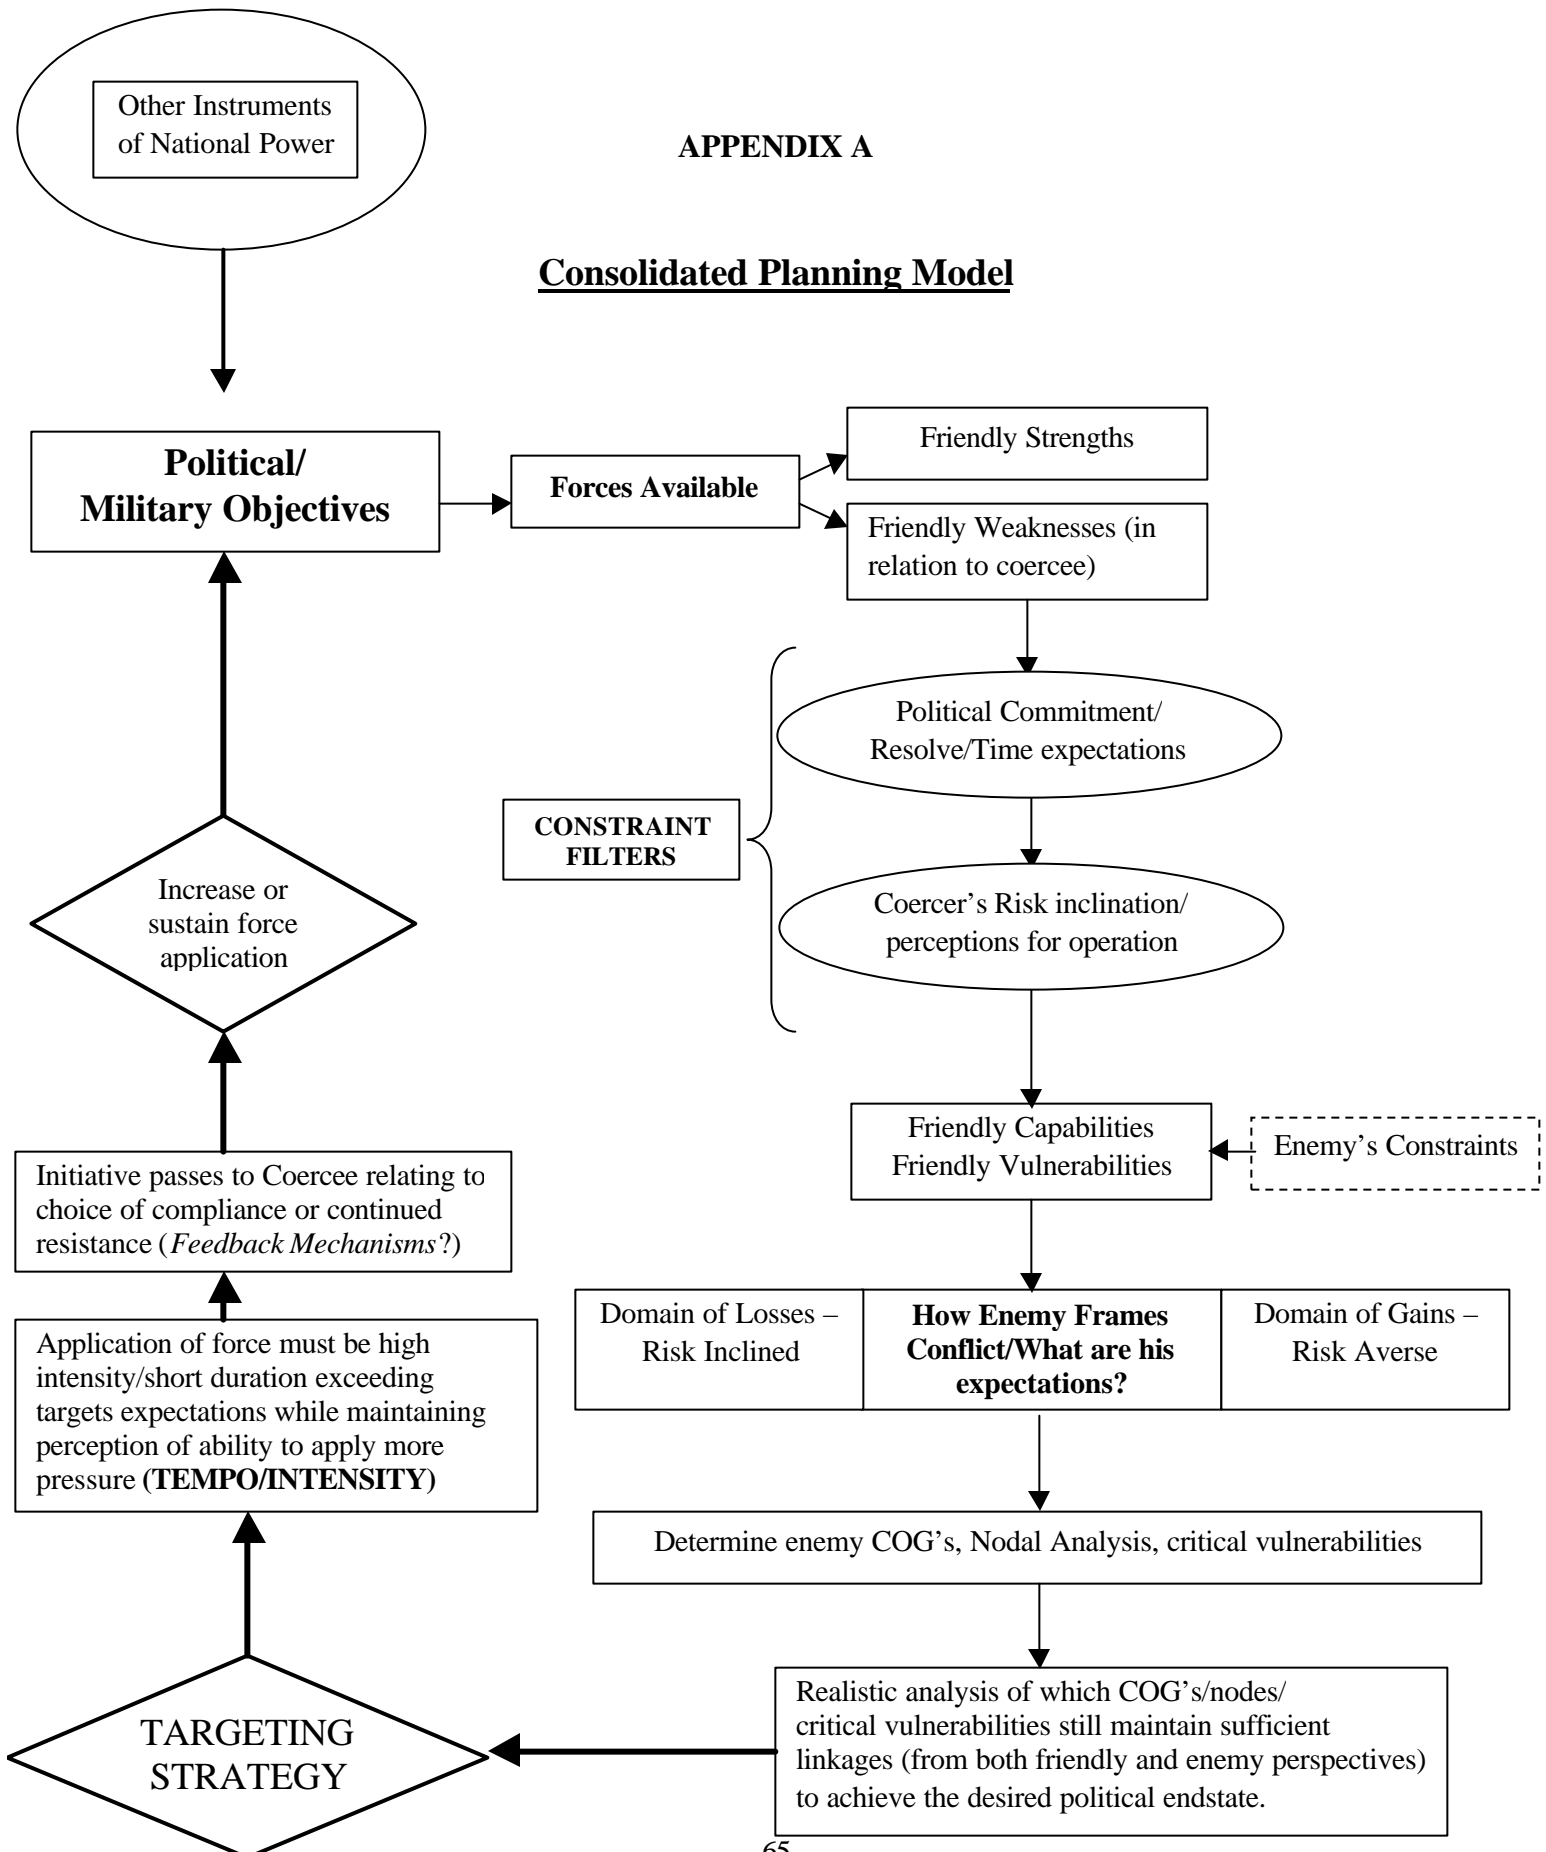 Other Instruments
of National Power
APPENDIX A
Consolidated Planning Model
Political/
Military Objectives
Forces Available
Friendly Strengths
Friendly Weaknesses (in
relation to coercee)
Political Commitment/
Resolve/Time expectations
CONSTRAINT
FILTERS
Coercer’s Risk inclination/
perceptions for operation
Increase or
sustain force
application
Friendly Capabilities
Friendly Vulnerabilities
Enemy’s Constraints
Initiative passes to Coercee relating to
choice of compliance or continued
resistance (Feedback Mechanisms?)
Domain of Losses –
Risk Inclined
How Enemy Frames
Conflict/What are his
expectations?
Domain of Gains –
Risk Averse
Application of force must be high
intensity/short duration exceeding
targets expectations while maintaining
perception of ability to apply more
pressure (TEMPO/INTENSITY)
Determine enemy COG’s, Nodal Analysis, critical vulnerabilities
Realistic analysis of which COG’s/nodes/
critical vulnerabilities still maintain sufficient
linkages (from both friendly and enemy perspectives)
to achieve the desired political endstate.
TARGETING
STRATEGY
65